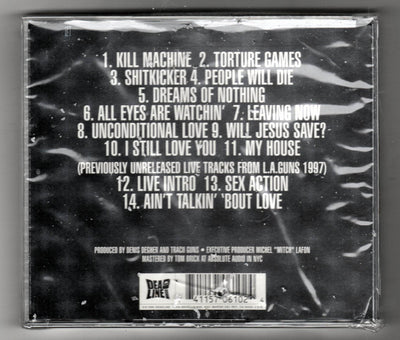 1. KILL MACHINE 2. TORTURE GAMES
3. SHITKICKER 4. PEOPLE WILL DIE
5. DREAMS OF NOTHING
6. ALL EYES ARE WATCHIN' 7. LEAVING NOW
8. UNCONDITIONAL LOVE 9. WILL JESUS SAVE?
10. I STILL LOVE YOU 11. MY HOUSE
(PREVIOUSLY UNRELEASED LIVE TRACKS FROM L.A.GUNS 1997)
12. LIVE INTRO 13. SEX ACTION
14. AIN'T TALKIN' 'BOUT LOVE
PRODUCED BY DENIS DEGHER AND TRACII GUNS • EXECUTIVE PRODUCER MICHEL "MITCH" LAFON
MASTERED BY TOM BRICK AT ABSOLUTE AUDIO IN NYC
DEAD
LINE!
41157 06102